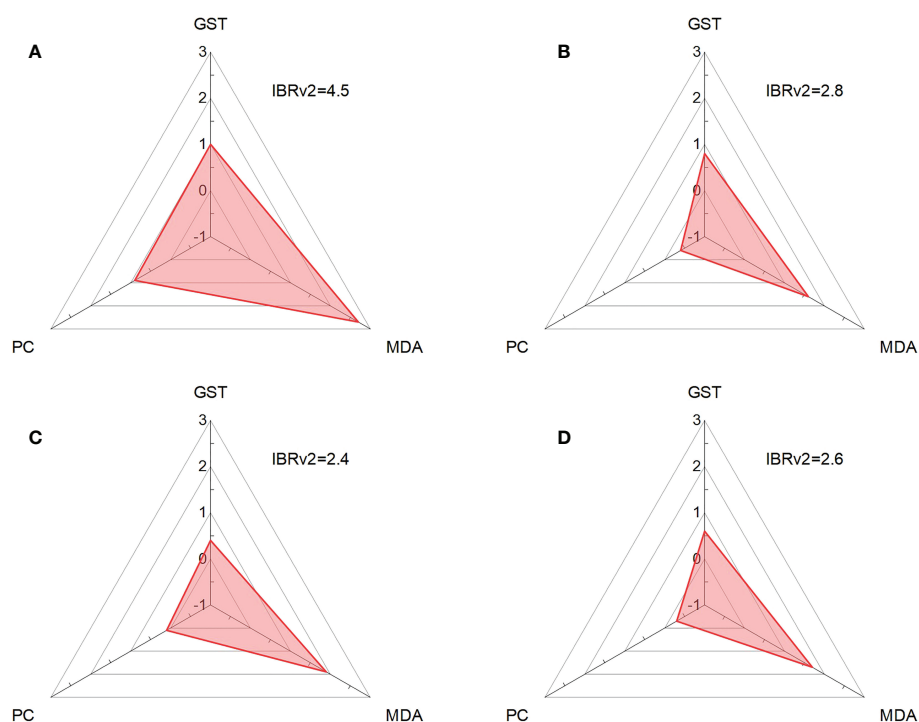 GST
A
3
IBRv2=4.5
2
1
0
-1
PC
MDA
GST
B
3
IBRv2=2.8
2
1
0
-1
PC
MDA
GST
C
3
IBRv2=2.4
2
1
0
-1
PC
MDA
GST
D
3
IBRv2=2.6
2
1
0
-1
PC
MDA